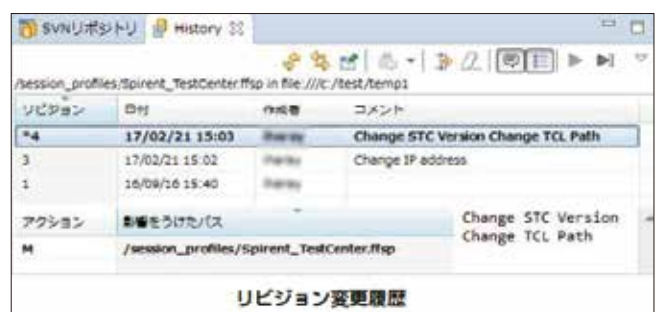 SVNリポジトリ History
/session_profiles/Spirent_TestCenter.ffsp in file:///c:/test/temp1
リビジョン 日付 作成者 コメント
*4 17/02/21 15:03 Change STC Version Change TCL Path
3 17/02/21 15:02 Change IP address
1 16/09/16 15:40
アクション 影響をうけたパス
M /session_profiles/Spirent_TestCenter.ffsp
Change STC Version
Change TCL Path
リビジョン変更履歴